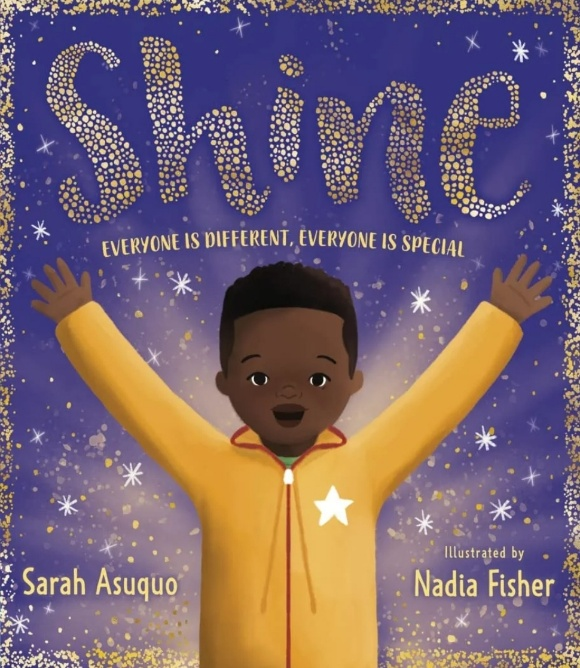 Shine
EVERYONE IS DIFFERENT, EVERYONE IS SPECIAL
Illustrated by
Sarah Asuquo
Nadia Fisher